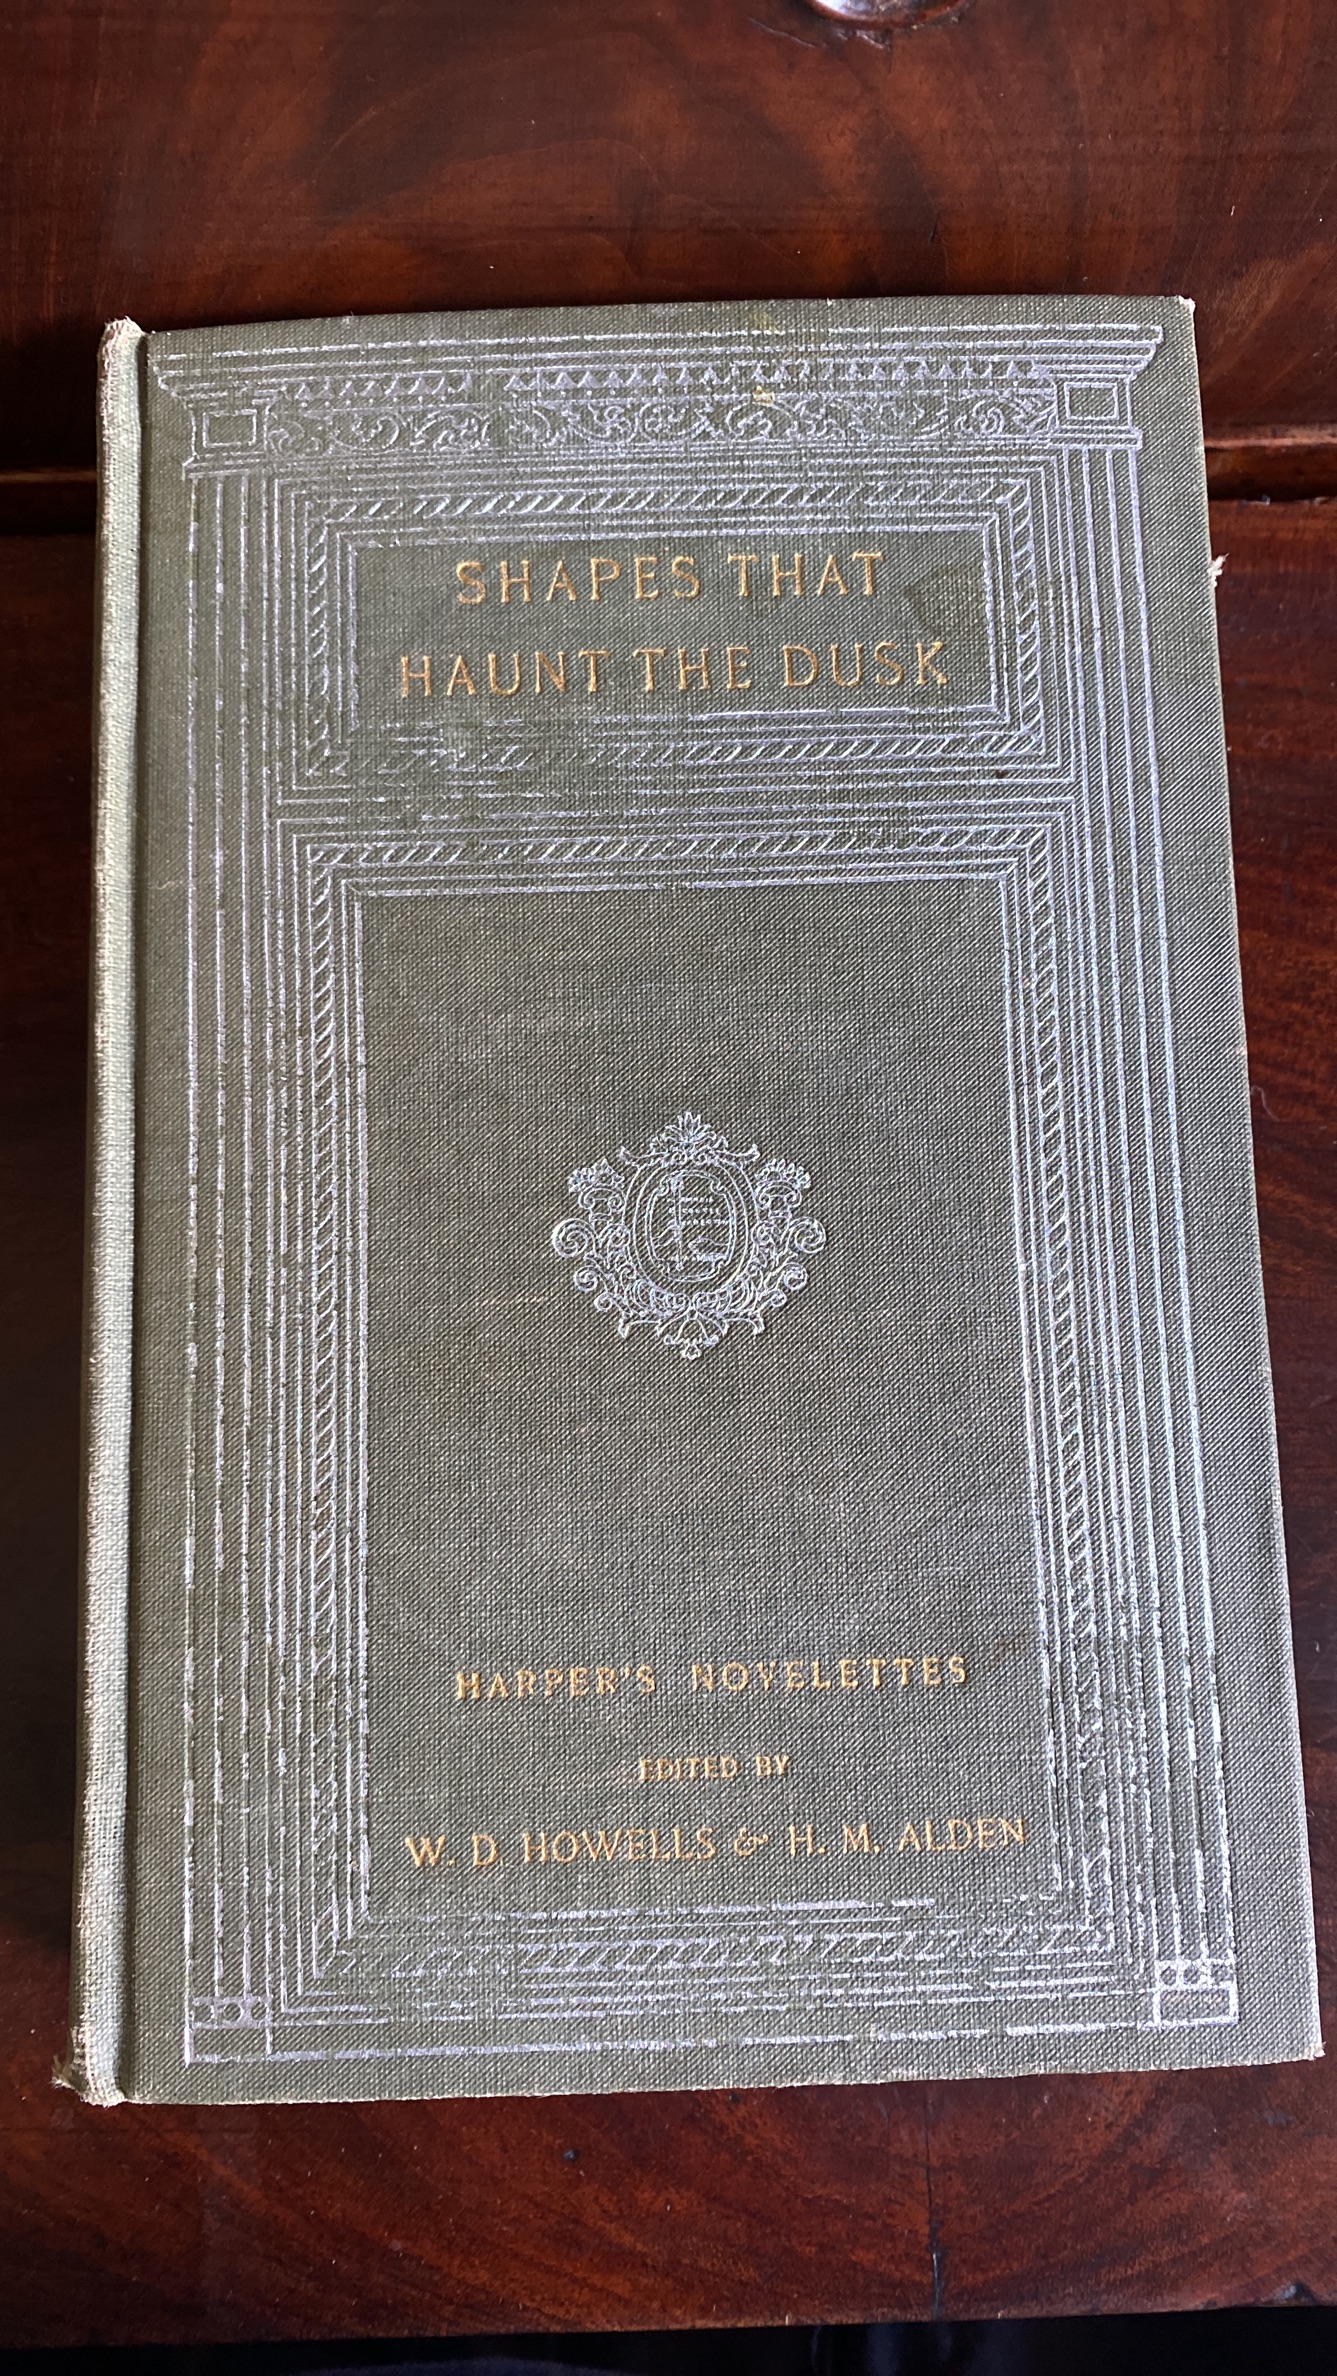 SHAPES THAT
HAUNT THE DUSK
HARPER'S NOVELETTES
EDITED BY
W. D. HOWELLS & H. M. ALDEN